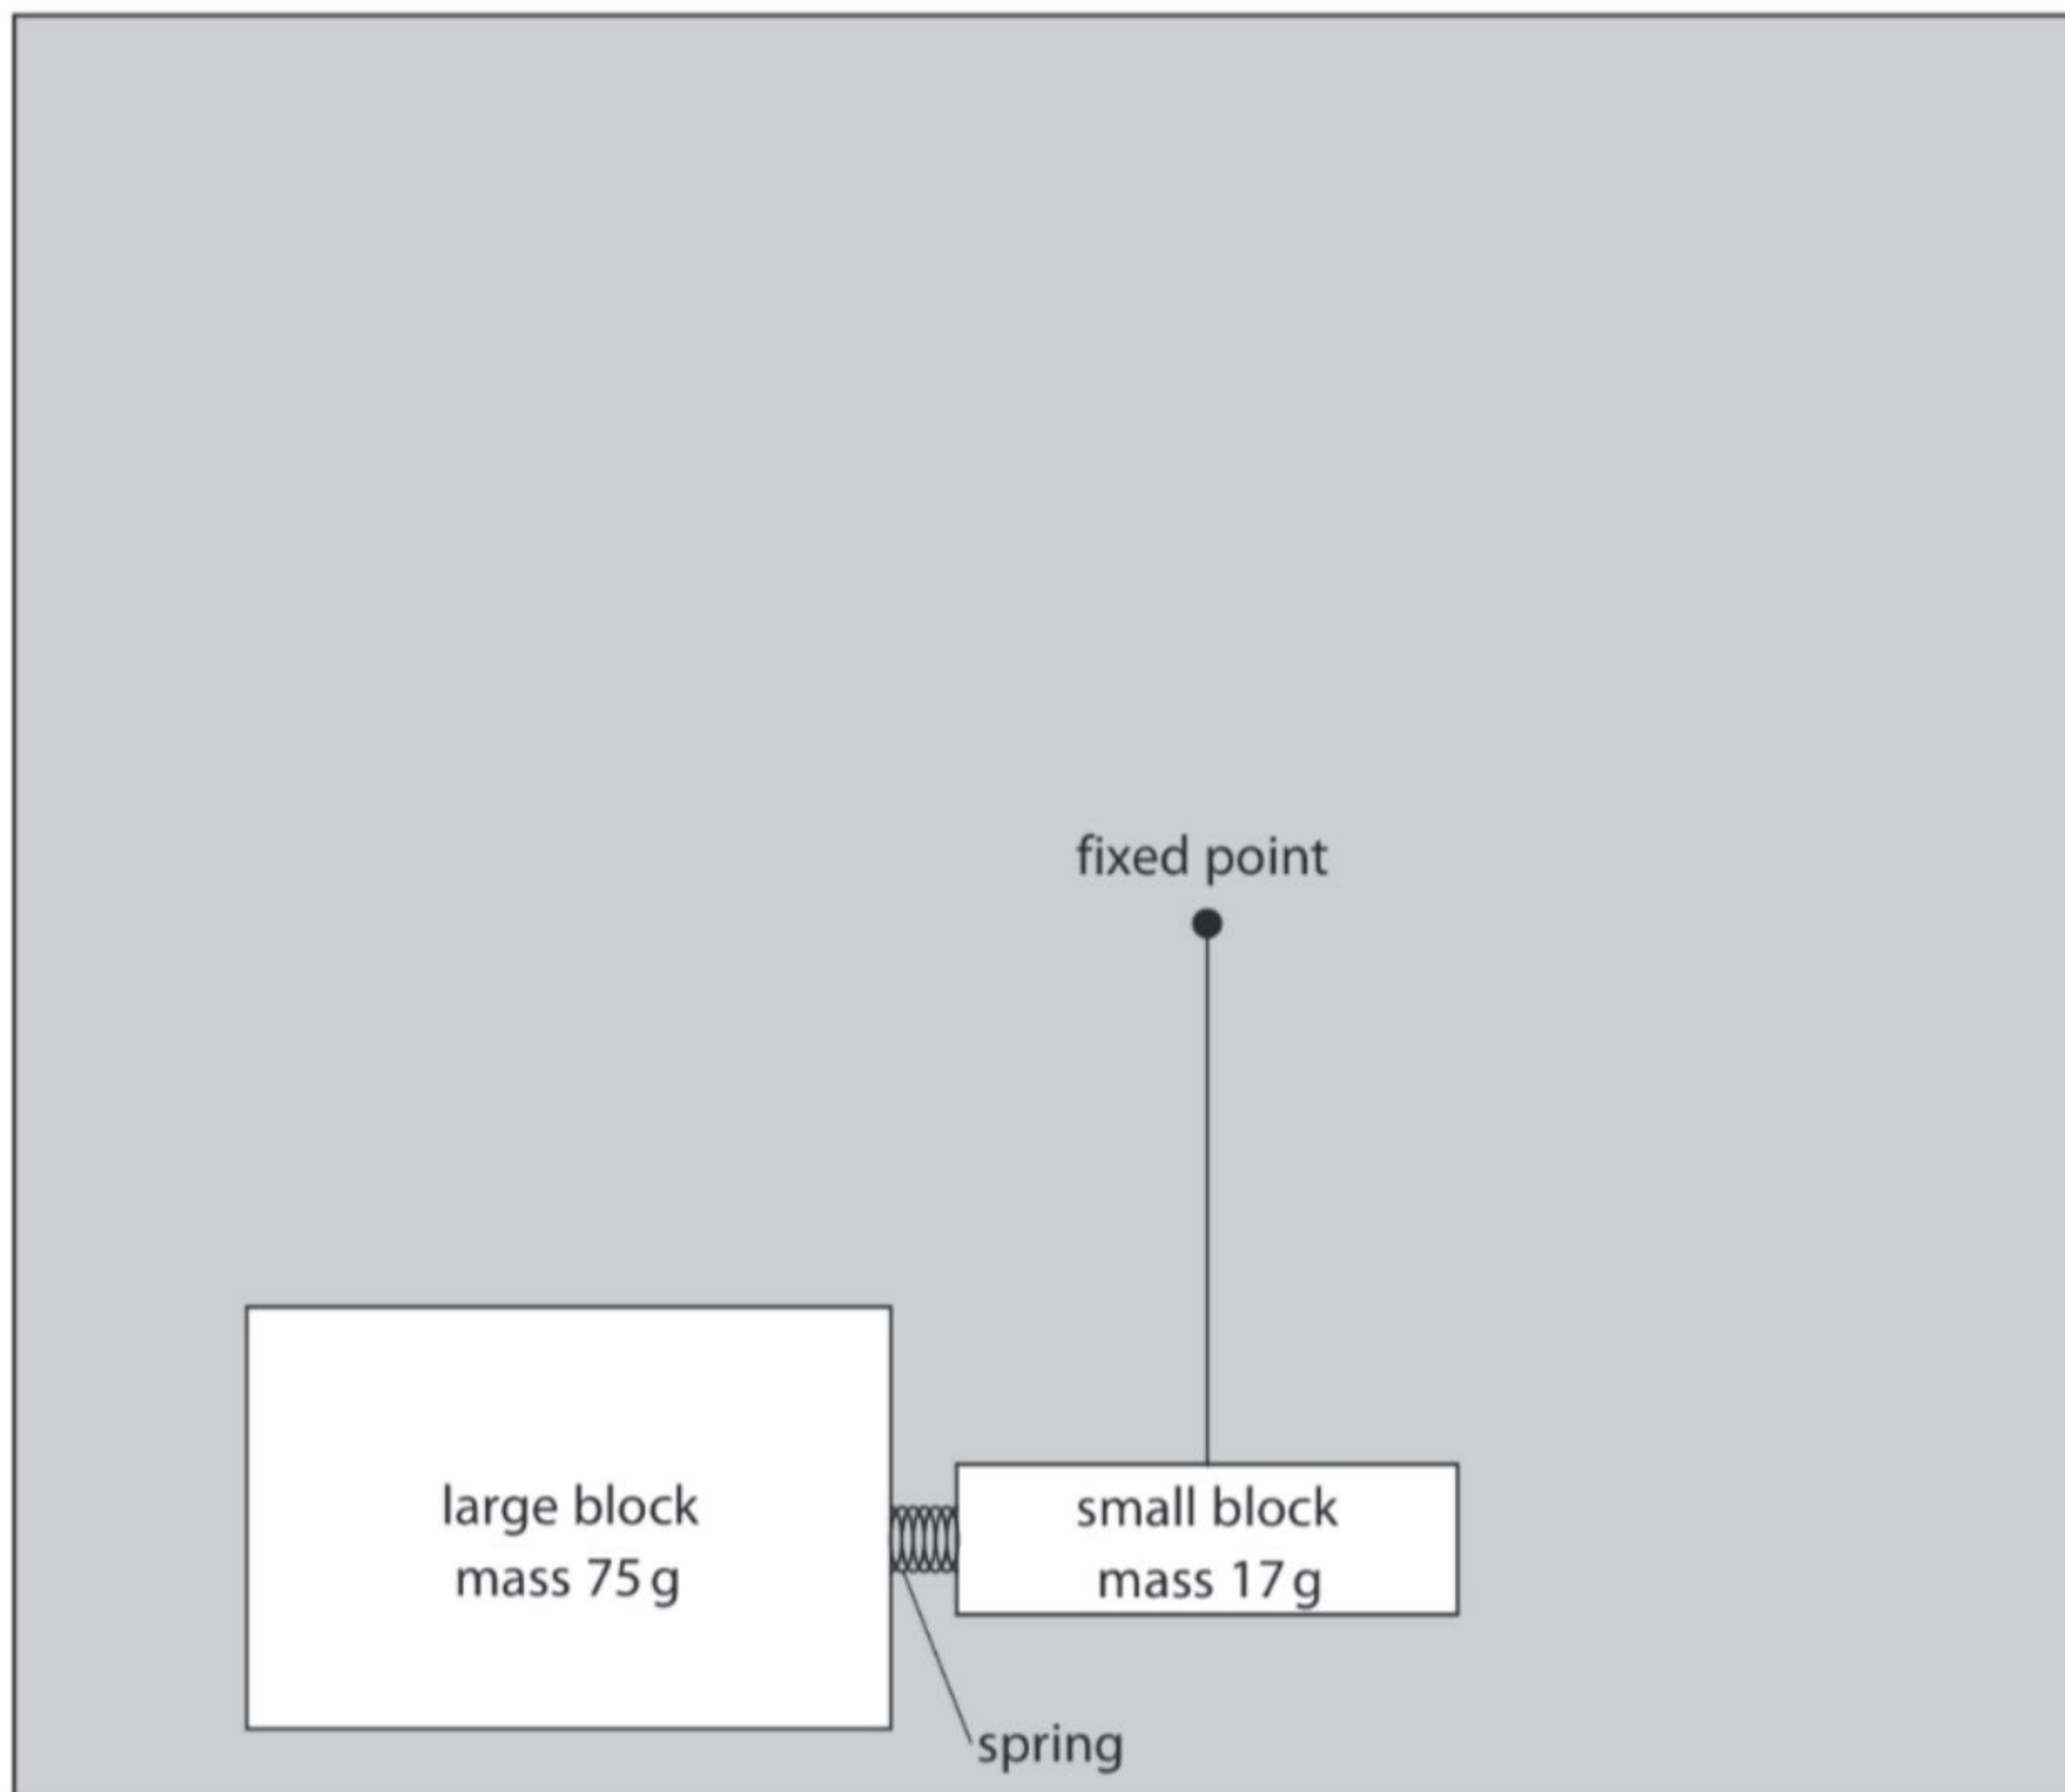 fixed point
large block
mass 75 g
small block
mass 17 g
spring